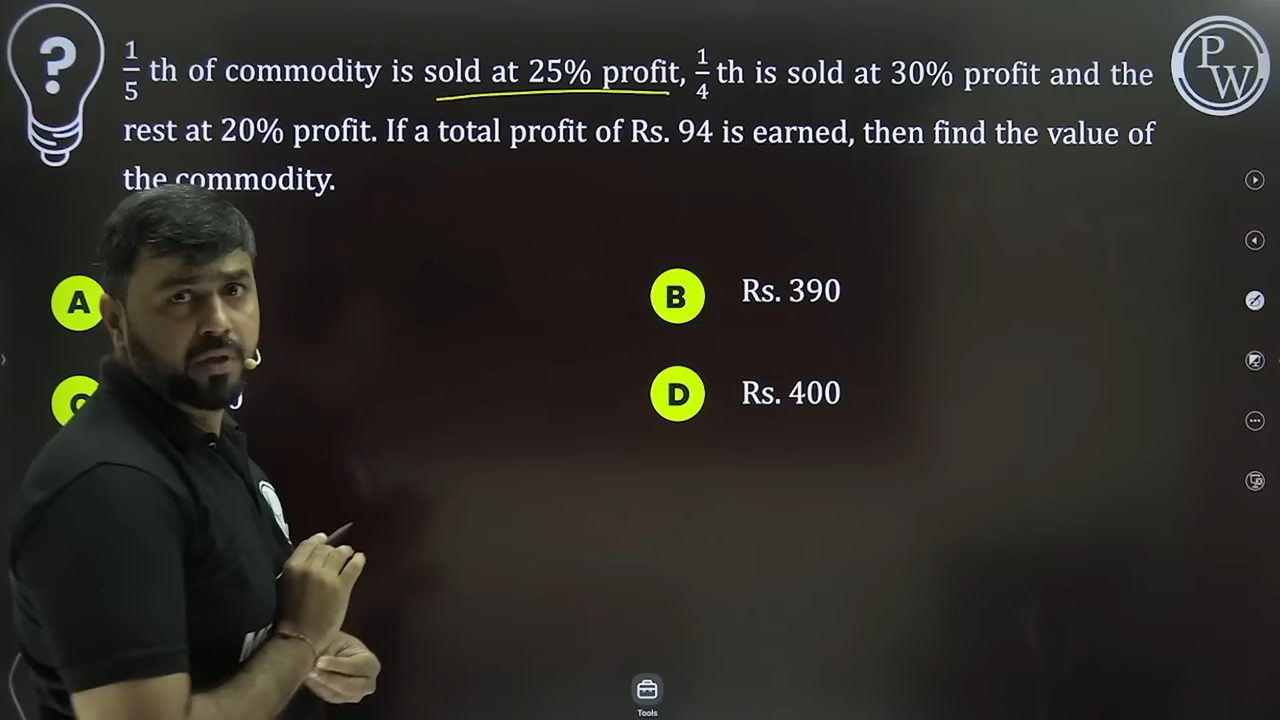 1/5 th of commodity is sold at 25% profit, 1/4 th is sold at 30% profit and the
rest at 20% profit. If a total profit of Rs. 94 is earned, then find the value of
the commodity.
?
P
W
A
B Rs. 390
C
D Rs. 400
Tools